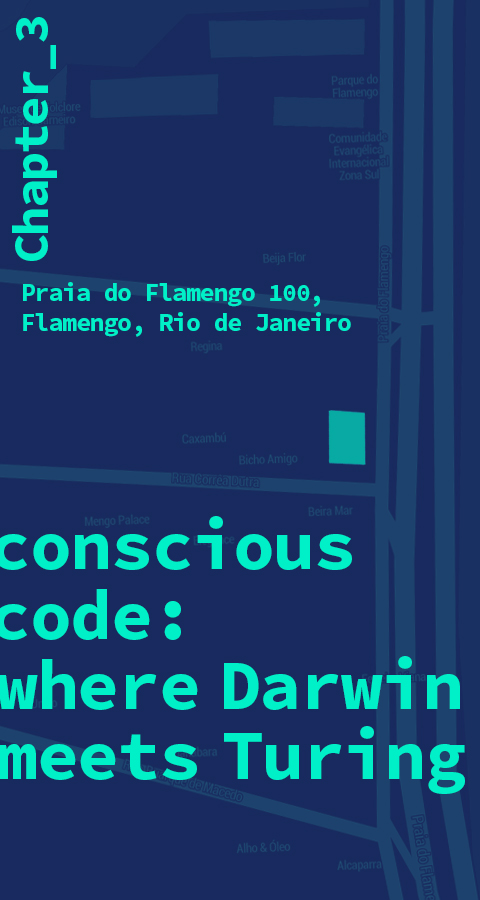 Chapter_3
Parque do
Flamengo
Comunidade
Evangélica
Internacional
Zona Sul
Beija Flor
Praia do Flamengo 100,
Flamengo, Rio de Janeiro
Regina
Caxambú
Bicho Amigo
Beira Mar
Mengo Palace
conscious
code:
where Darwin
meets Turing
Alho & Óleo
Alcaparra